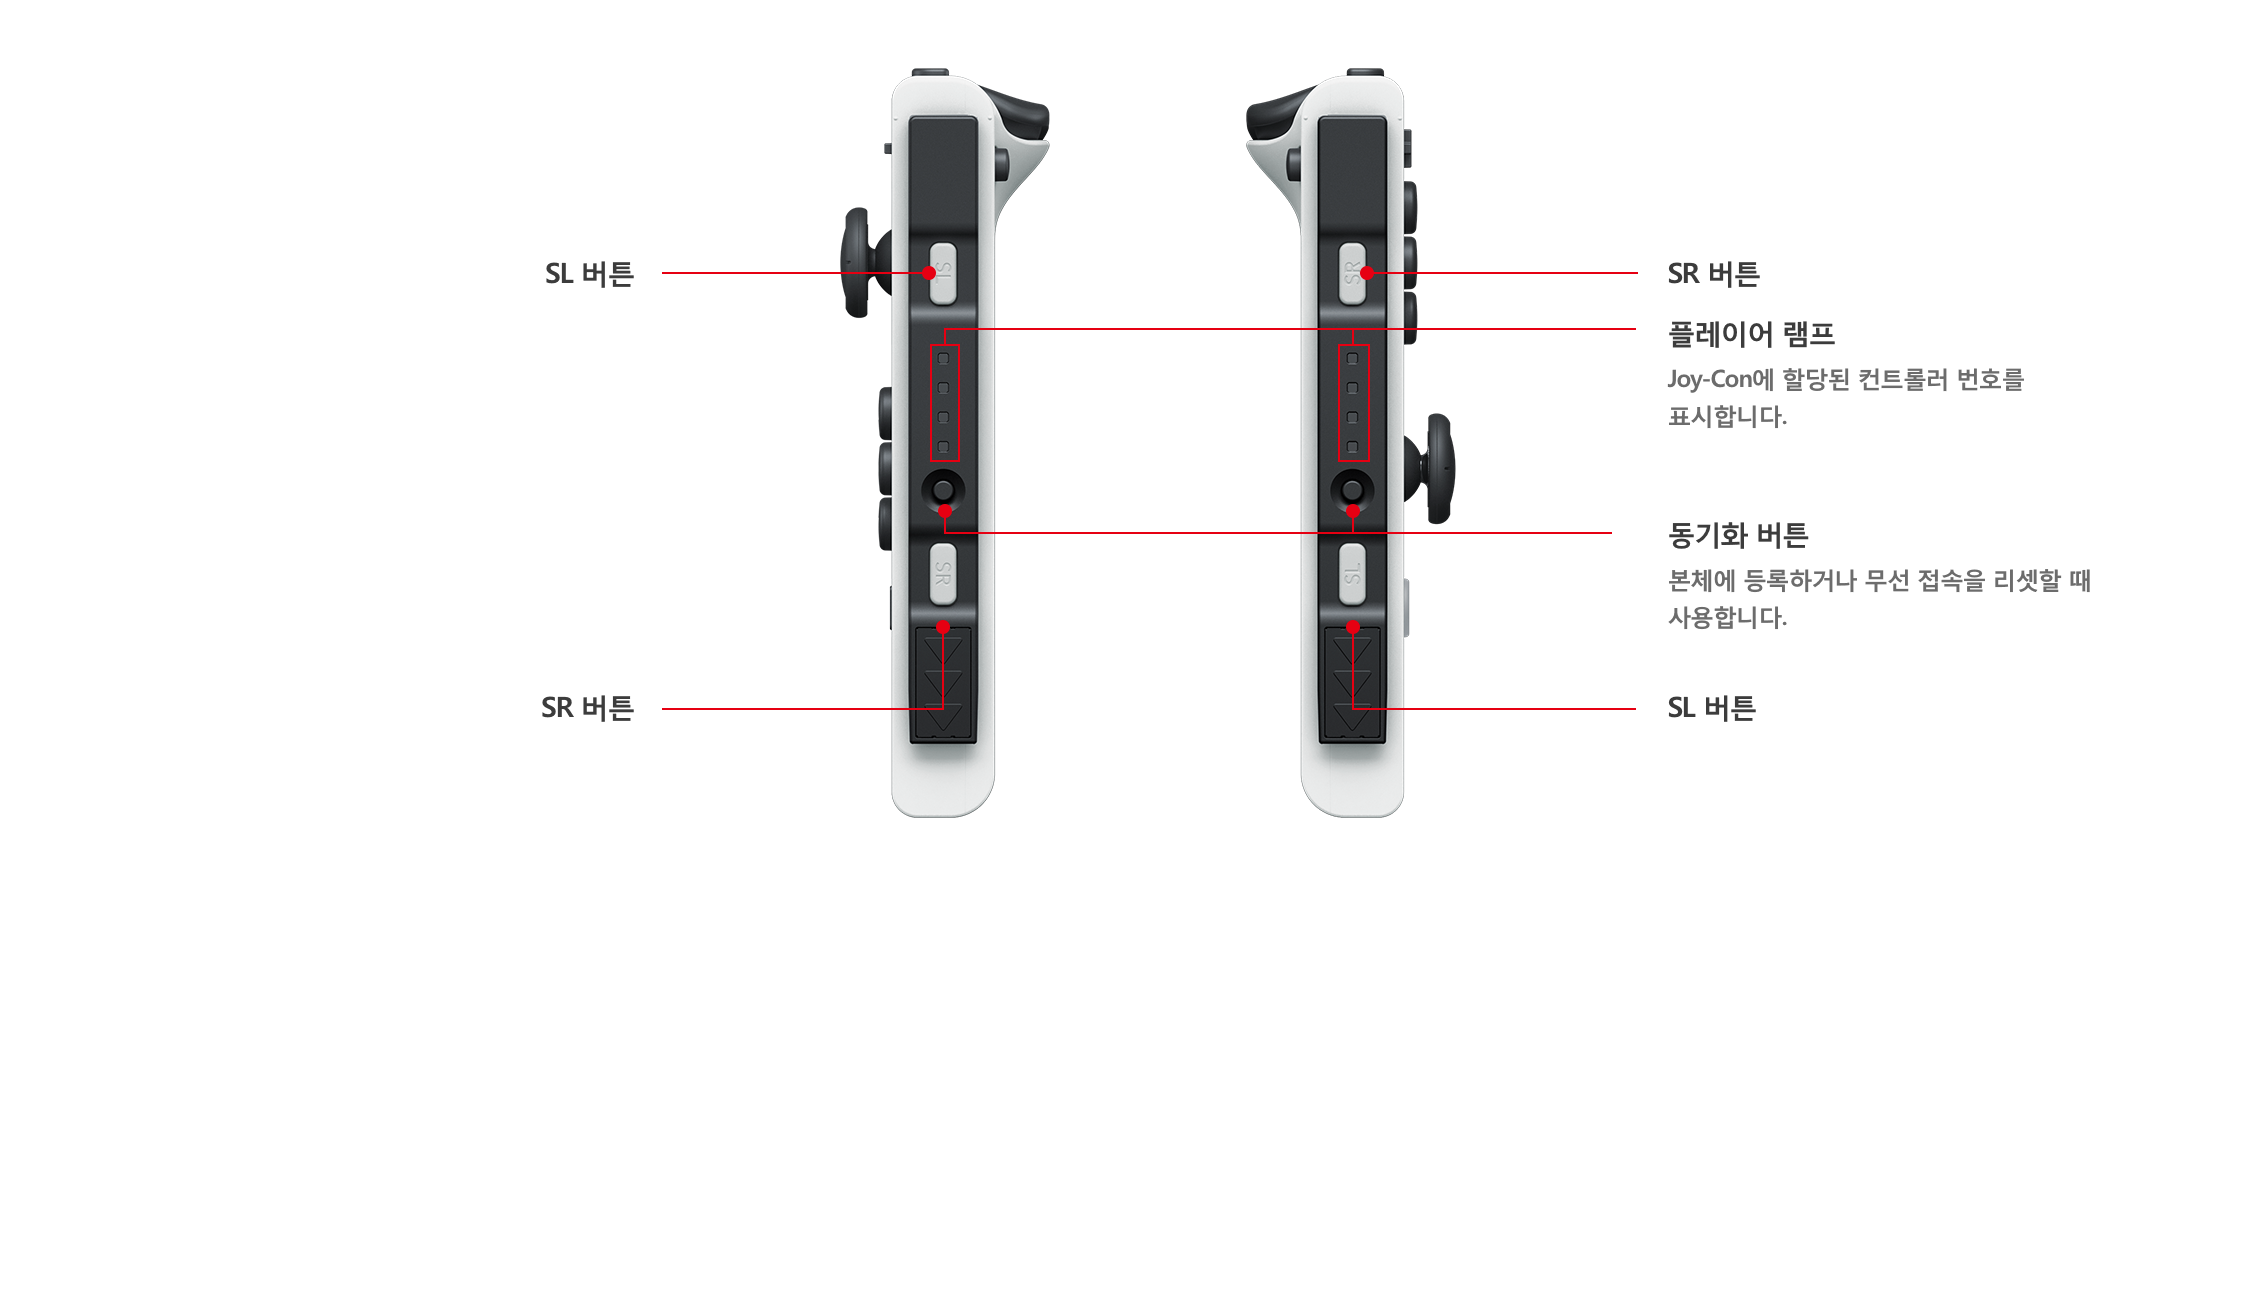 SL 버튼
SL
SR
SR 버튼
플레이어 램프
Joy-Con에 할당된 컨트롤러 번호를
표시합니다.
동기화 버튼
본체에 등록하거나 무선 접속을 리셋할 때
사용합니다.
SR
SL
SR 버튼
SL 버튼